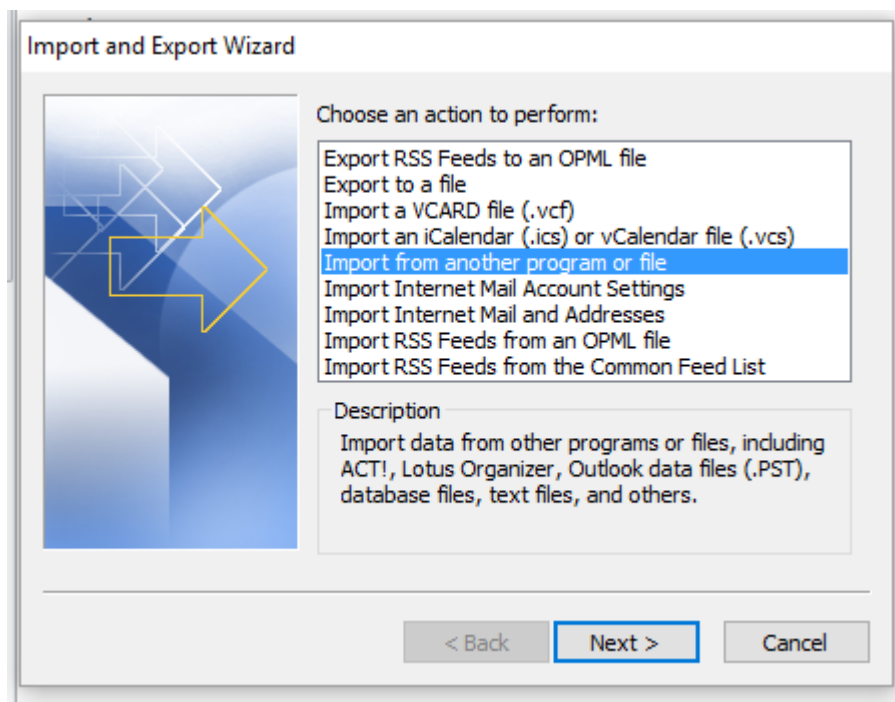 Import and Export Wizard
Choose an action to perform:
Export RSS Feeds to an OPML file
Export to a file
Import a VCARD file (.vcf)
Import an iCalendar (.ics) or vCalendar file (.vcs)
Import from another program or file
Import Internet Mail Account Settings
Import Internet Mail and Addresses
Import RSS Feeds from an OPML file
Import RSS Feeds from the Common Feed List
Description
Import data from other programs or files, including
ACT!, Lotus Organizer, Outlook data files (.PST),
database files, text files, and others.
< Back Next > Cancel